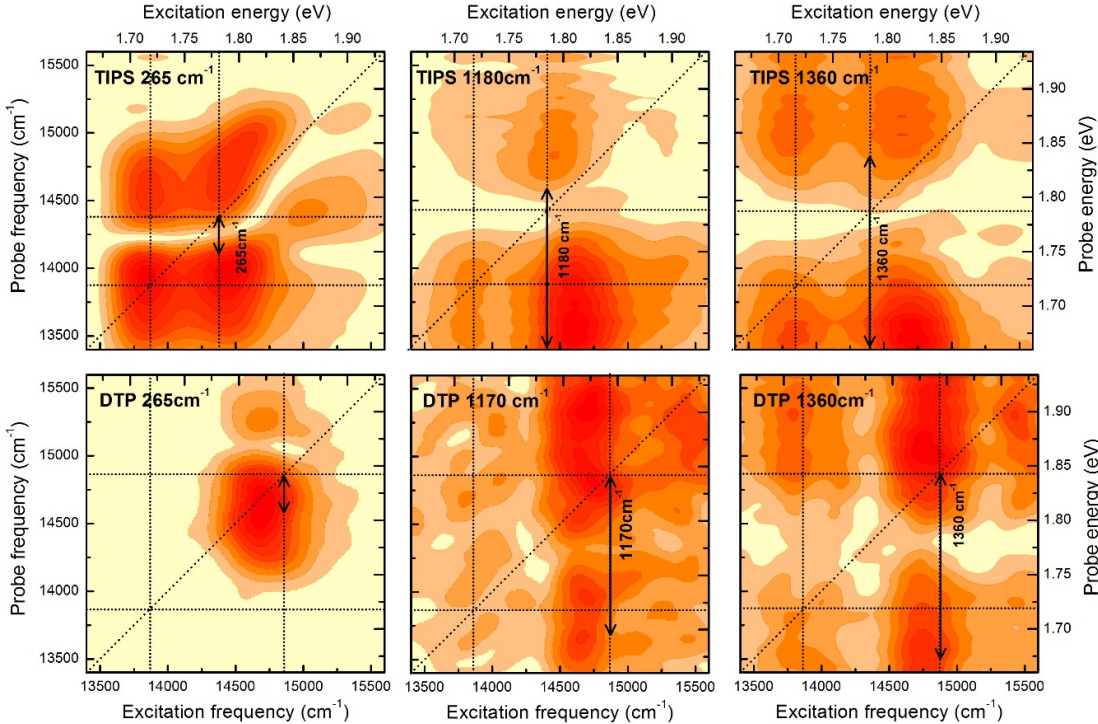 Excitation energy (eV) Excitation energy (eV) Excitation energy (eV)
1.70 1.75 1.80 1.85 1.90 1.70 1.75 1.80 1.85 1.90 1.70 1.75 1.80 1.85 1.90
TIPS 265 cm-1
TIPS 1180cm-1
TIPS 1360 cm-1
265cm-1
1180 cm-1
1360 cm-1
15500
15000
14500
14000
13500
Probe frequency (cm-1)
1.90
1.85
1.80
1.75
1.70
Probe energy (eV)
DTP 265cm-1
DTP 1170 cm-1
DTP 1360cm-1
1170cm-1
1360 cm-1
15500
15000
14500
14000
13500
Probe frequency (cm-1)
1.90
1.85
1.80
1.75
1.70
Probe energy (eV)
13500 14000 14500 15000 15500 13500 14000 14500 15000 15500 13500 14000 14500 15000 15500
Excitation frequency (cm-1) Excitation frequency (cm-1) Excitation frequency (cm-1)